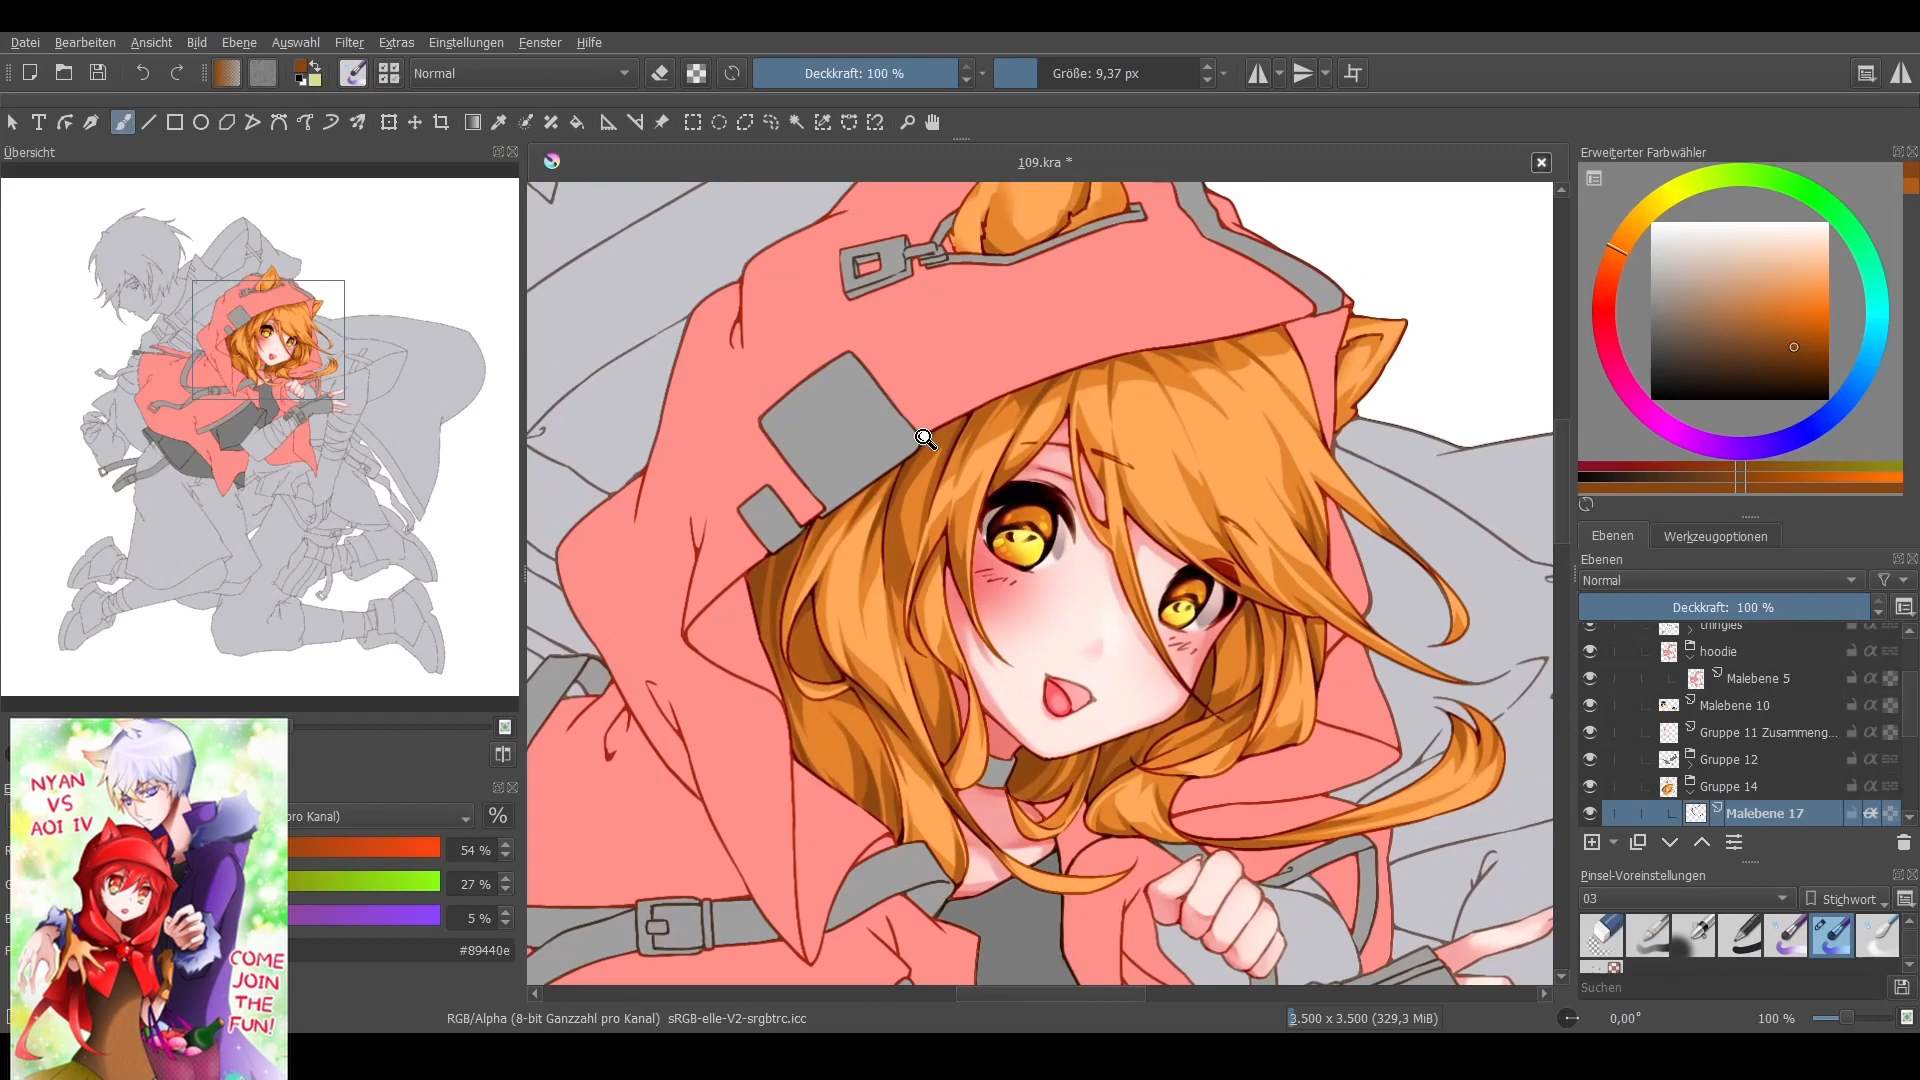 Datei Bearbeiten Ansicht Bild Ebene Auswahl Filter Extras Einstellungen Fenster Hilfe
Normal
Deckkraft: 100 %
Größe: 9,37 px
Übersicht
109.kra *
Erweiterter Farbwähler
Ebenen Werkzeugoptionen
Ebenen
Normal
Deckkraft: 100 %
thingies
hoodie
Malebene 5
Malebene 10
Gruppe 11 Zusammeng...
Gruppe 12
Gruppe 14
Malebene 17
Pinsel-Voreinstellungen
03
Stichwort
Suchen
pro Kanal)
%
54 %
27 %
5 %
#89440e
NYAN
VS
AOI IV
COME
JOIN
THE
FUN!
RGB/Alpha (8-bit Ganzzahl pro Kanal) sRGB-elle-V2-srgbtrc.icc
3.500 x 3.500 (329,3 MiB)
0,00°
100 %